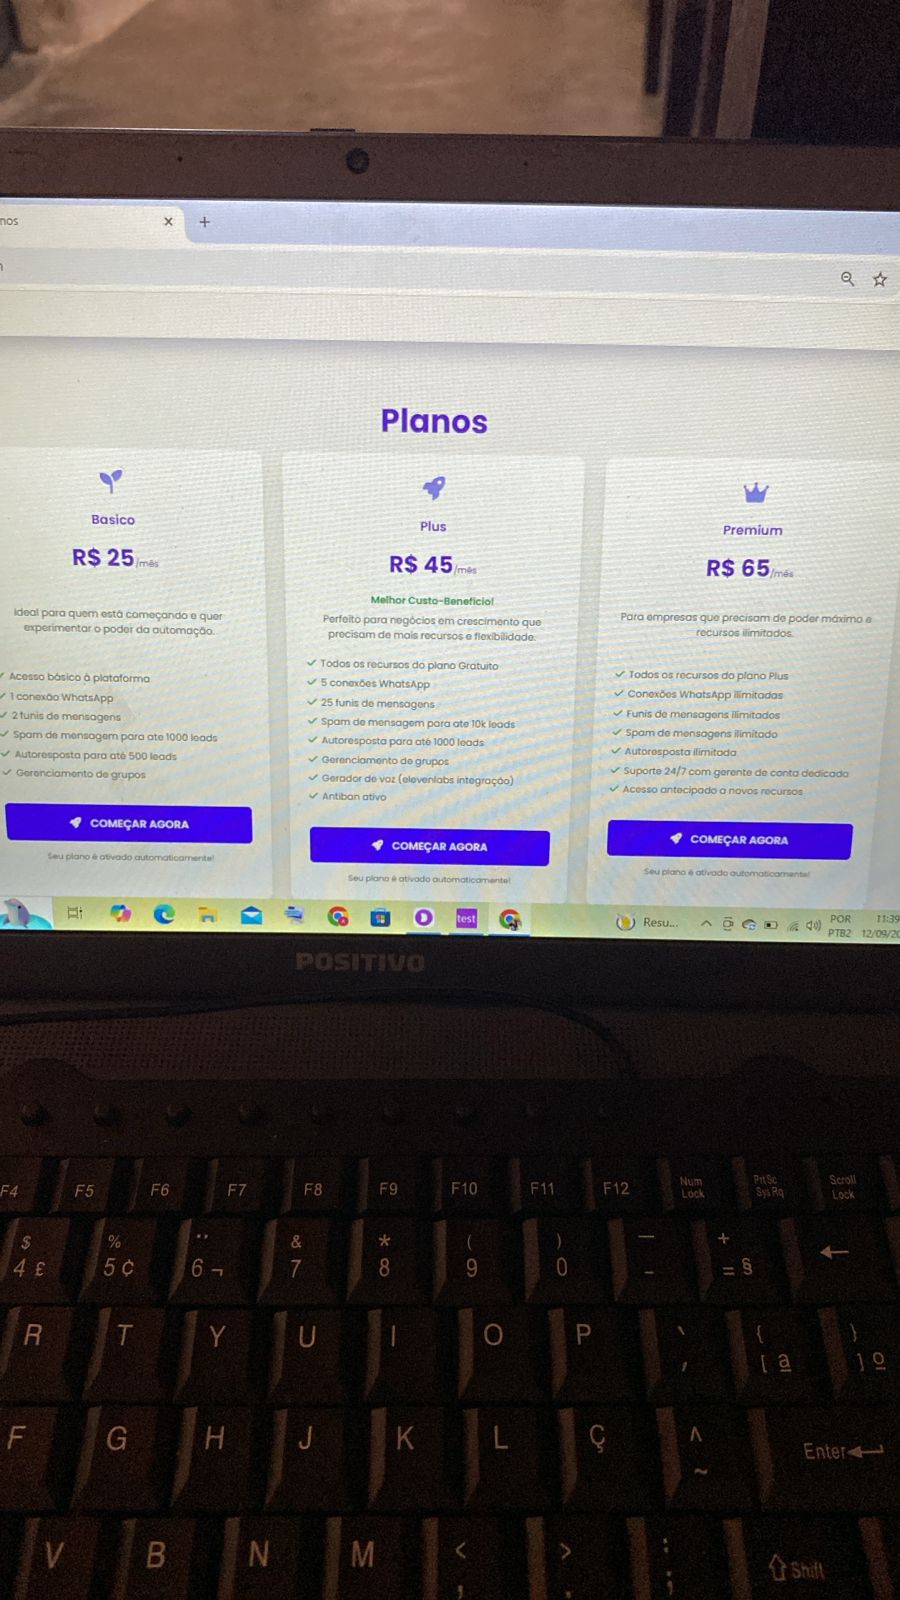 nos
Planos
Basico
R$ 25/mês
Ideal para quem está começando e quer
experimentar o poder da automação.
Acesso básico à plataforma
1 conexão WhatsApp
2 funis de mensagens
Spam de mensagem para ate 1000 leads
Autoresposta para até 500 leads
Gerenciamento de grupos
COMEÇAR AGORA
Seu plano é ativado automaticamente!
Plus
R$ 45/mês
Melhor Custo-Beneficio!
Perfeito para negócios em crescimento que
precisam de mais recursos e flexibilidade.
Todos os recursos do plano Gratuito
5 conexões WhatsApp
25 funis de mensagens
Spam de mensagem para ate 10k leads
Autoresposta para até 1000 leads
Gerenciamento de grupos
Gerador de voz (elevenlabs integração)
Antiban ativo
COMEÇAR AGORA
Seu plano é ativado automaticamente!
Premium
R$ 65/mês
Para empresas que precisam de poder máximo e
recursos ilimitados.
Todos os recursos do plano Plus
Conexões WhatsApp ilimitadas
Funis de mensagens ilimitados
Spam de mensagens ilimitado
Autoresposta ilimitada
Suporte 24/7 com gerente de conta dedicado
Acesso antecipado a novos recursos
COMEÇAR AGORA
Seu plano é ativado automaticamente!
test
Resu...
POR
PTB2
11:39
12/09/20
POSITIVO
F4 F5 F6 F7 F8 F9 F10 F11 F12 Num Lock PrtSc SysRq Scroll Lock
$ % ¨ & * ( ) — +
4 £ 5 ¢ 6 ¬ 7 8 9 0 - = §
R T Y U I O P ` { }
´ [ ª ] º
F G H J K L Ç ^ Enter
~
V B N M < > : Shift
, . ;